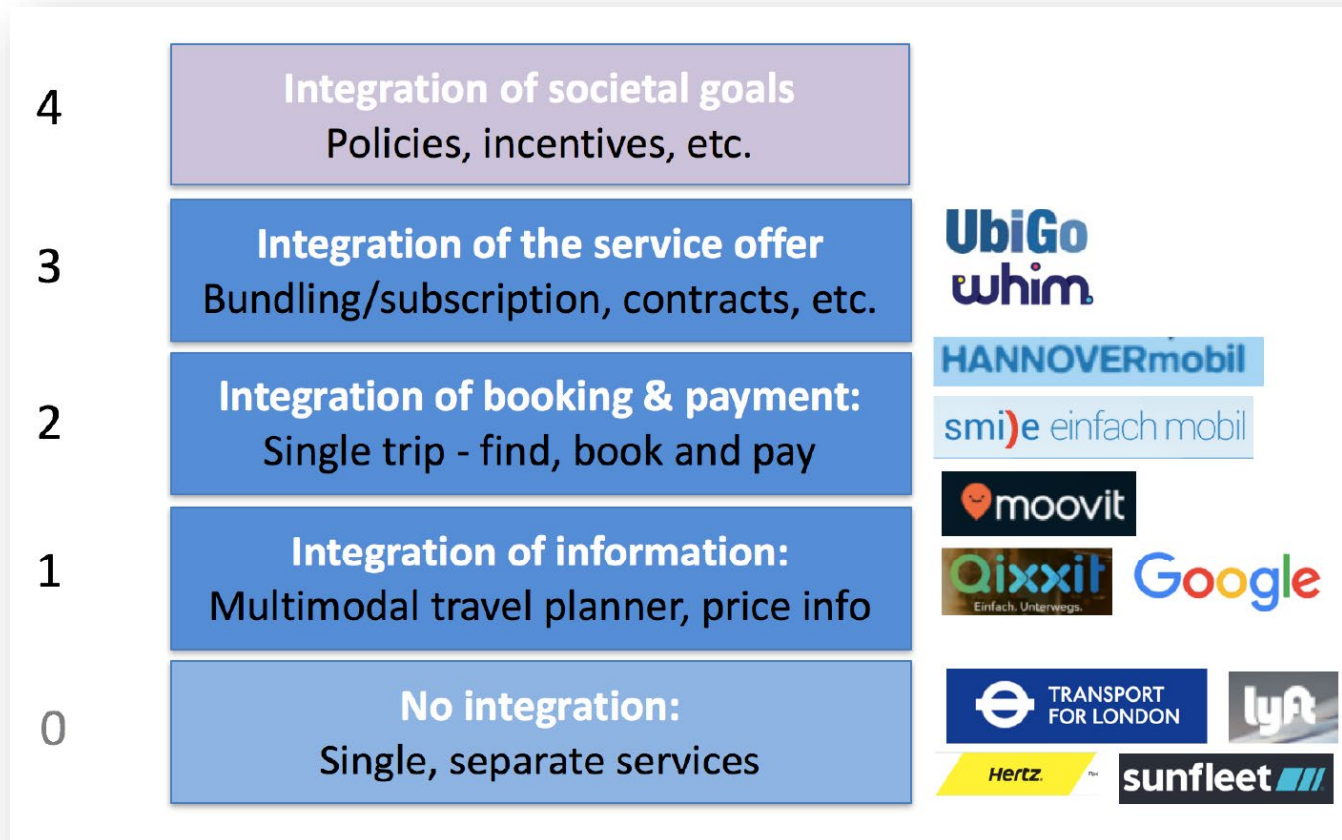 4
Integration of societal goals
Policies, incentives, etc.
3
Integration of the service offer
Bundling/subscription, contracts, etc.
UbiGo
whim
2
Integration of booking & payment:
Single trip - find, book and pay
HANNOVERmobil
smile einfach mobil
moovit
1
Integration of information:
Multimodal travel planner, price info
Qixxit
Einfach. Unterwegs.
Google
0
No integration:
Single, separate services
TRANSPORT
FOR LONDON
lyft
Hertz.
sunfleet